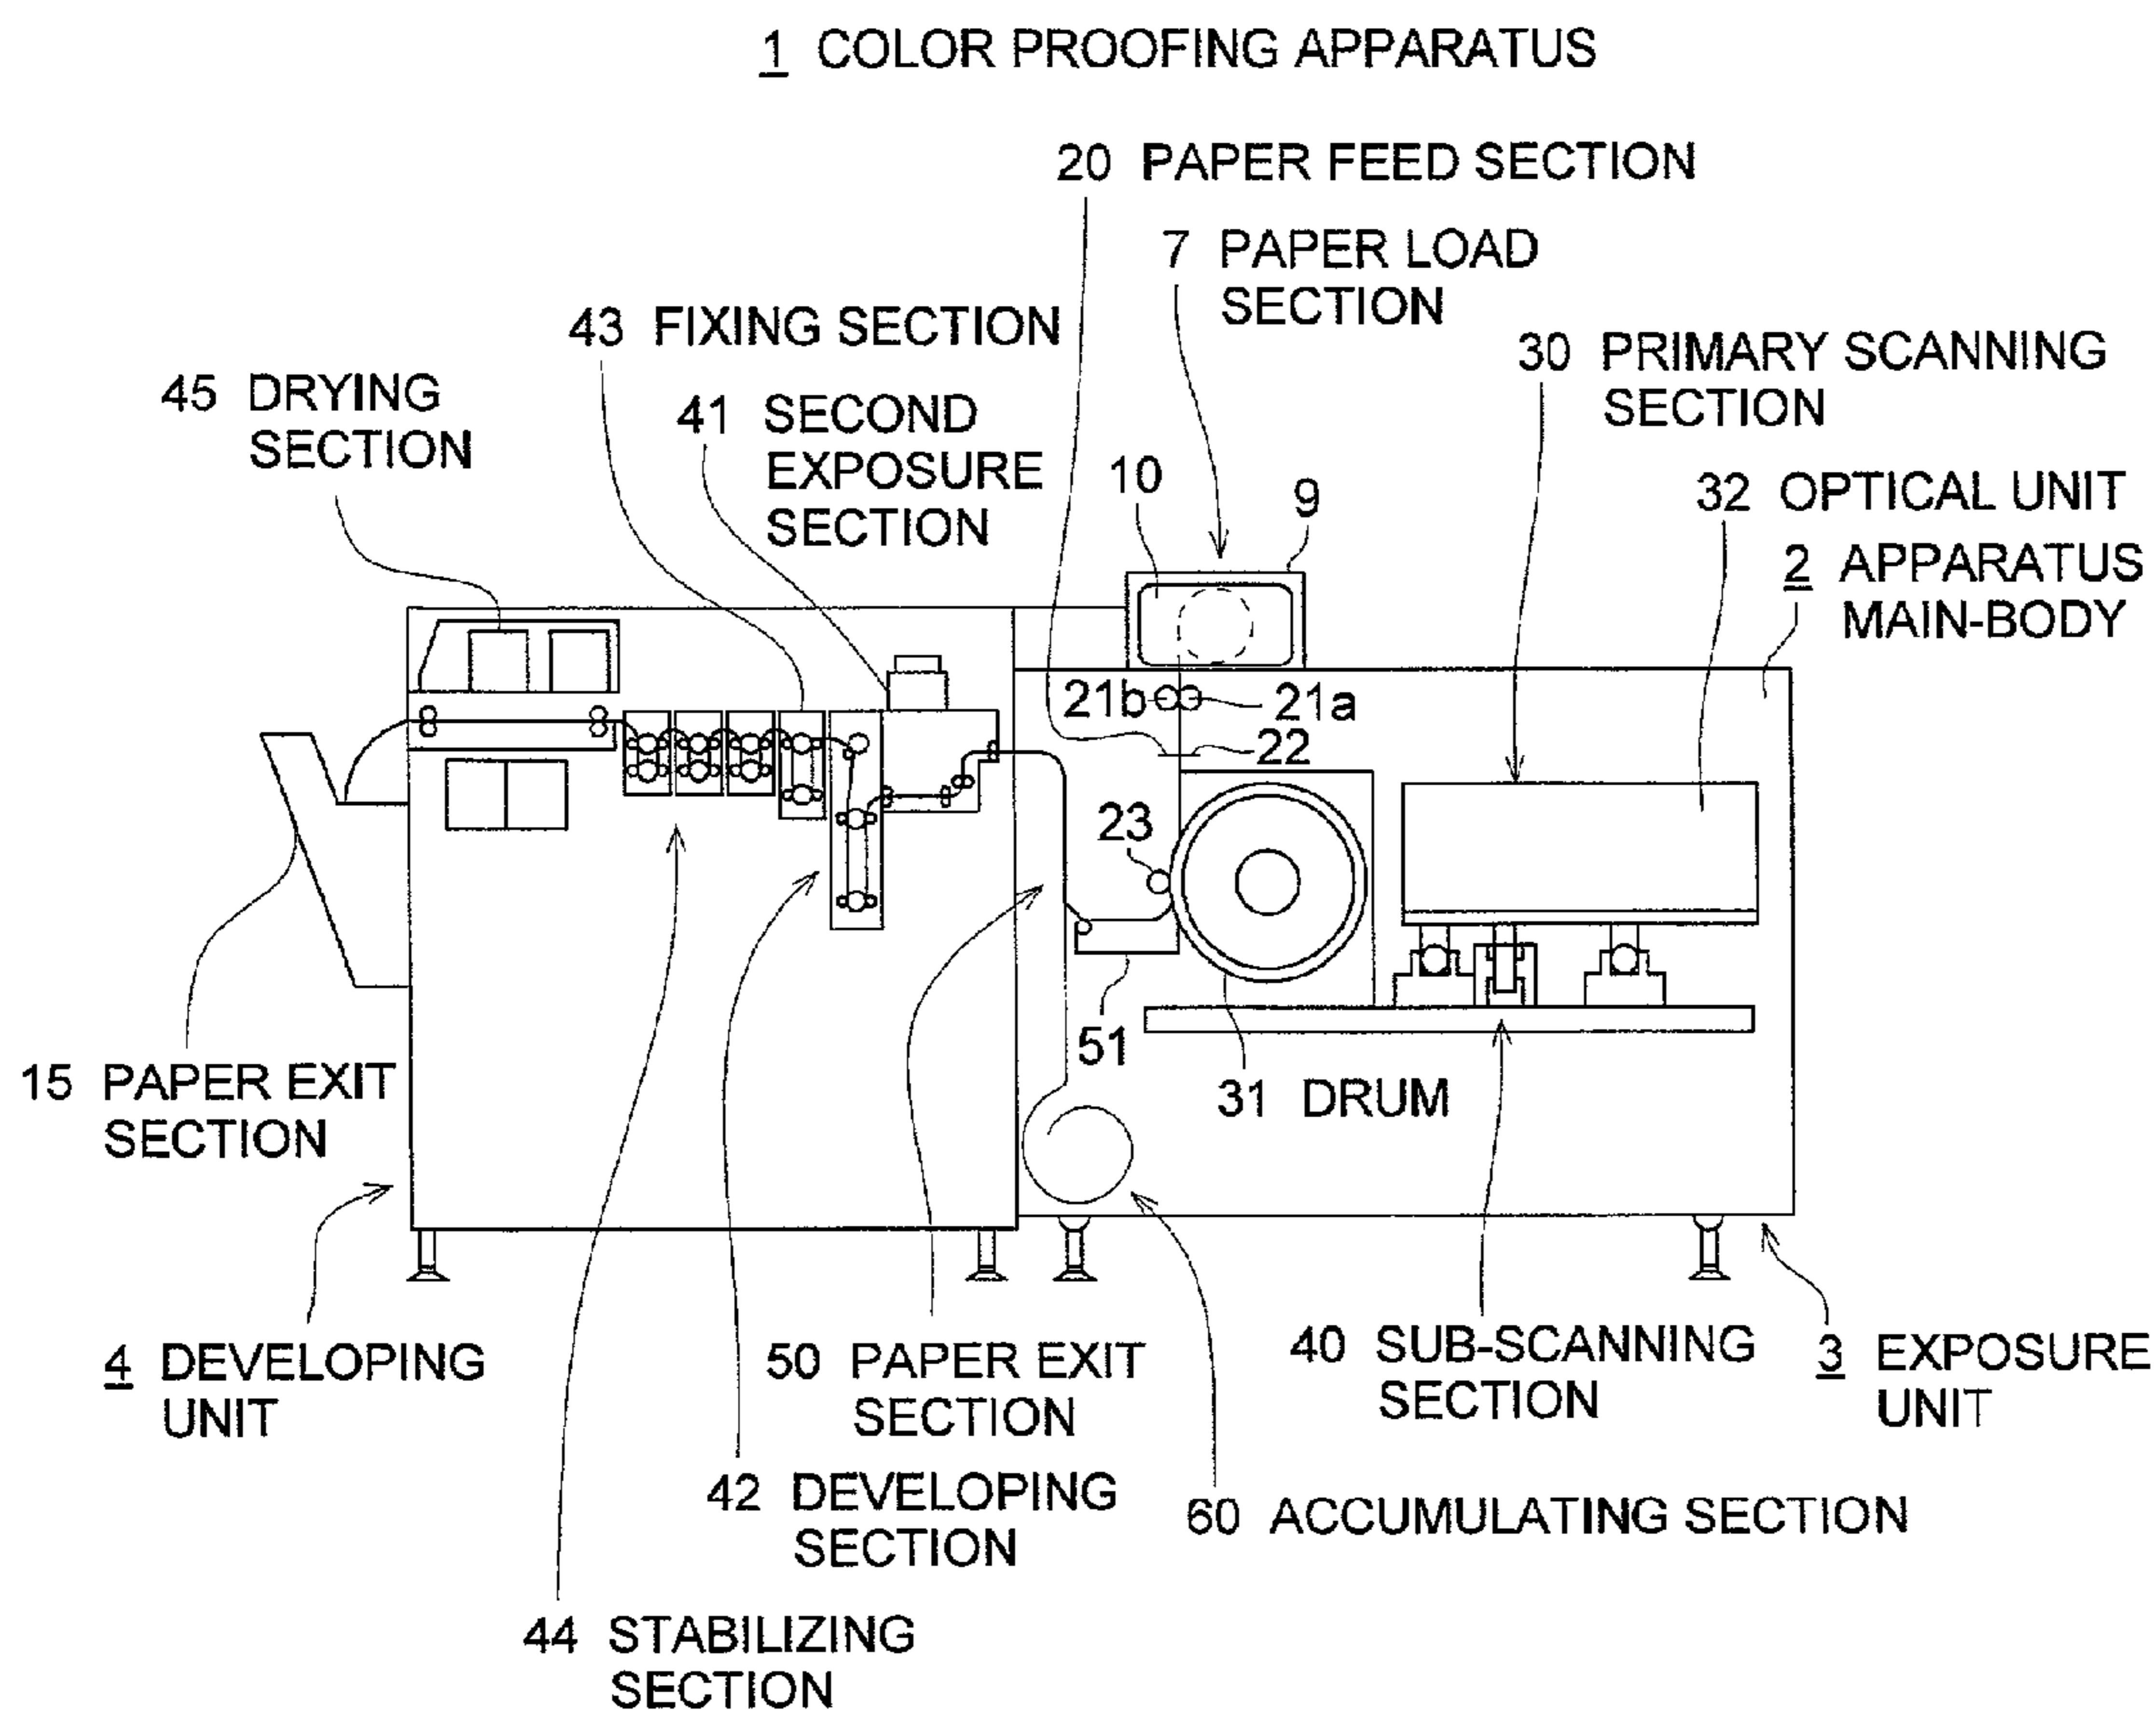 1 COLOR PROOFING APPARATUS
20 PAPER FEED SECTION
7 PAPER LOAD
SECTION
43 FIXING SECTION
30 PRIMARY SCANNING
SECTION
45 DRYING
SECTION
41 SECOND
EXPOSURE
SECTION
10
9
32 OPTICAL UNIT
2 APPARATUS
MAIN-BODY
21b
21a
22
23
51
15 PAPER EXIT
SECTION
31 DRUM
4 DEVELOPING
UNIT
50 PAPER EXIT
SECTION
40 SUB-SCANNING
SECTION
3 EXPOSURE
UNIT
42 DEVELOPING
SECTION
60 ACCUMULATING SECTION
44 STABILIZING
SECTION